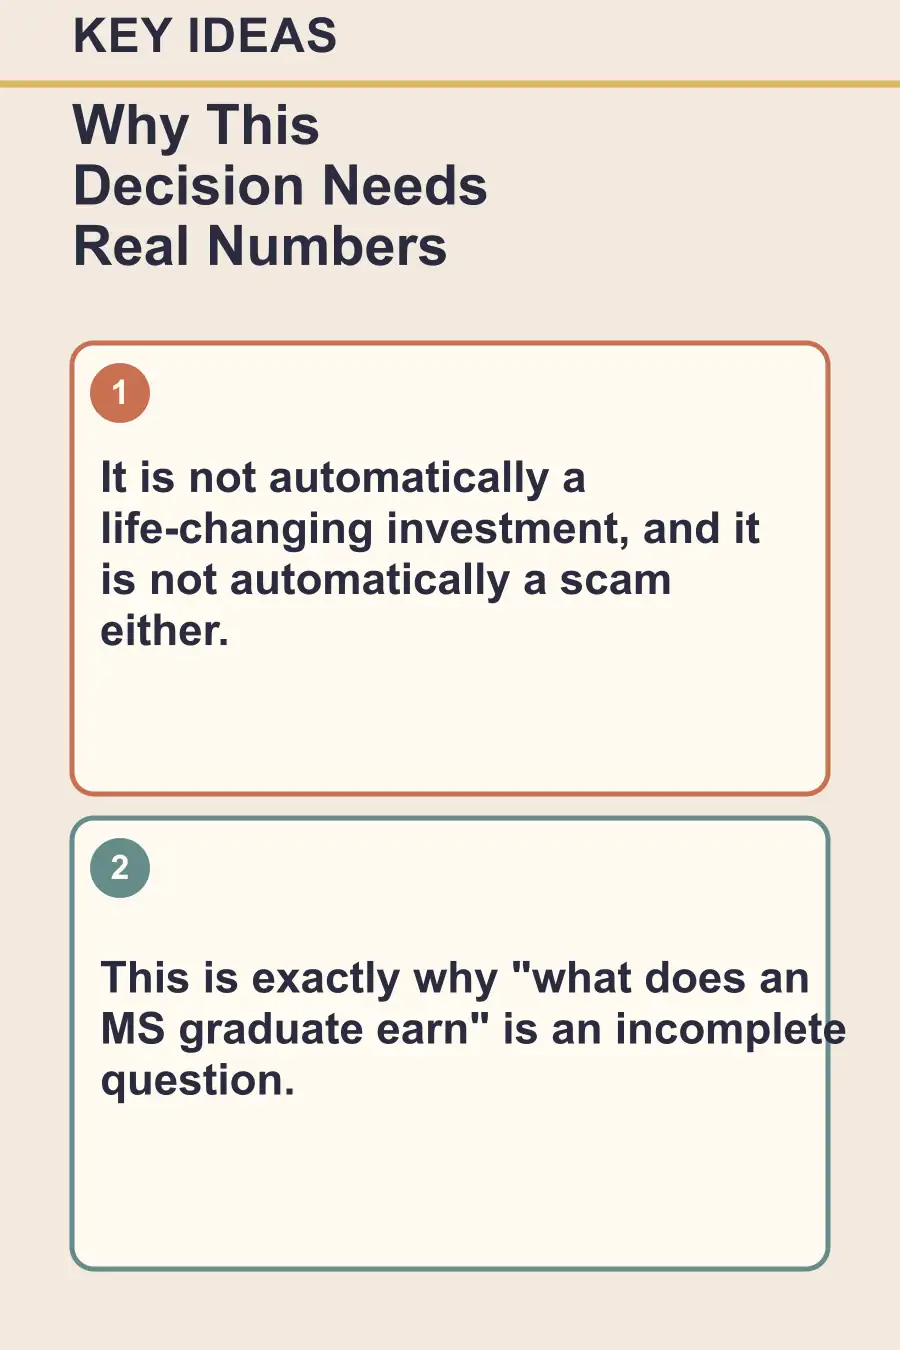 KEY IDEAS
Why This
Decision Needs
Real Numbers
1
It is not automatically a
life-changing investment, and it
is not automatically a scam
either.
2
This is exactly why "what does an
MS graduate earn" is an incomplete
question.